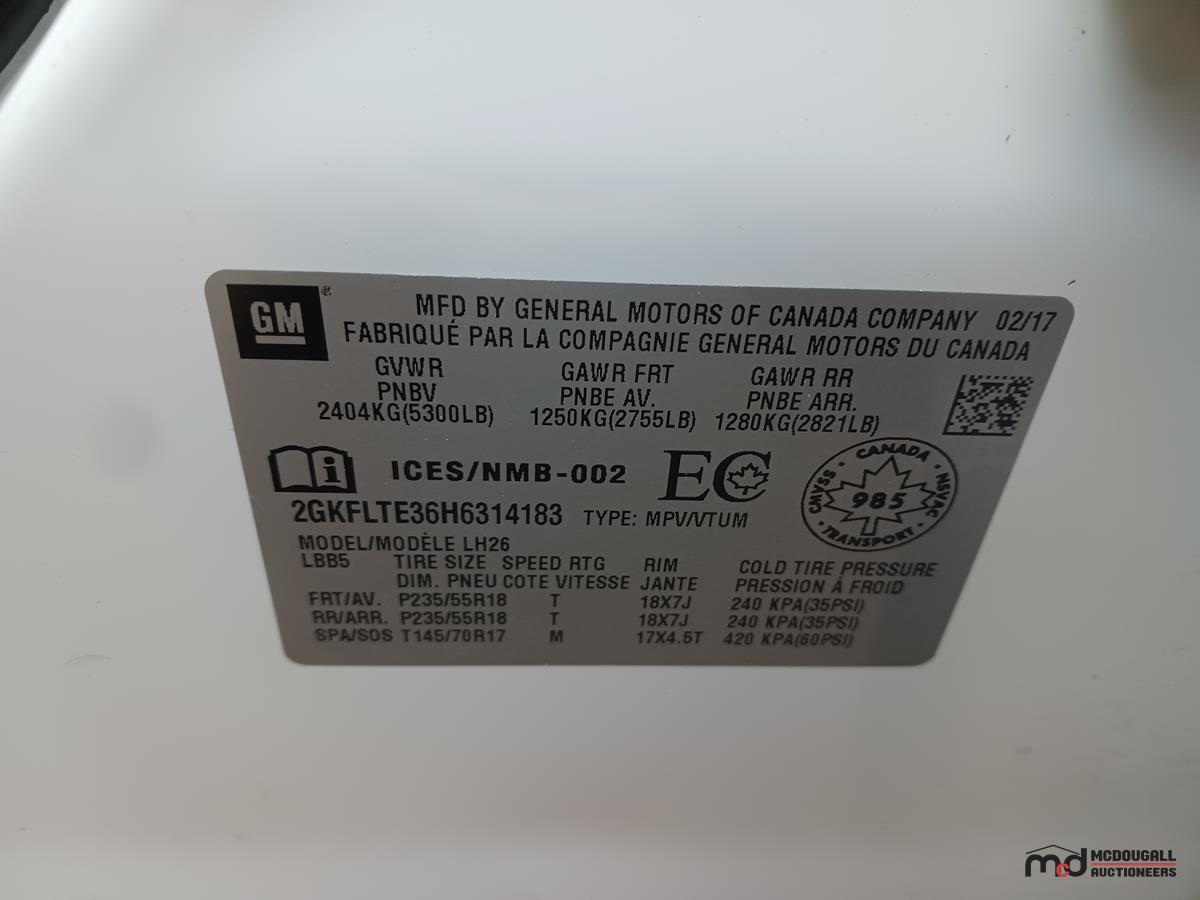 GM®
MFD BY GENERAL MOTORS OF CANADA COMPANY 02/17
FABRIQUÉ PAR LA COMPAGNIE GENERAL MOTORS DU CANADA
GVWR GAWR FRT GAWR RR
PNBV PNBE AV. PNBE ARR.
2404KG(5300LB) 1250KG(2755LB) 1280KG(2821LB)
i ICES/NMB-002 EC
CANADA
CMVSS · 985 · NSVAC
TRANSPORT
2GKFLTE36H6314183 TYPE: MPV/VTUM
MODEL/MODÈLE LH26
LBB5 TIRE SIZE SPEED RTG RIM COLD TIRE PRESSURE
DIM. PNEU COTE VITESSE JANTE PRESSION À FROID
FRT/AV. P235/55R18 T 18X7J 240 KPA(35PSI)
RR/ARR. P235/55R18 T 18X7J 240 KPA(35PSI)
SPA/SOS T145/70R17 M 17X4.5T 420 KPA(60PSI)
mcd MCDOUGALL
AUCTIONEERS